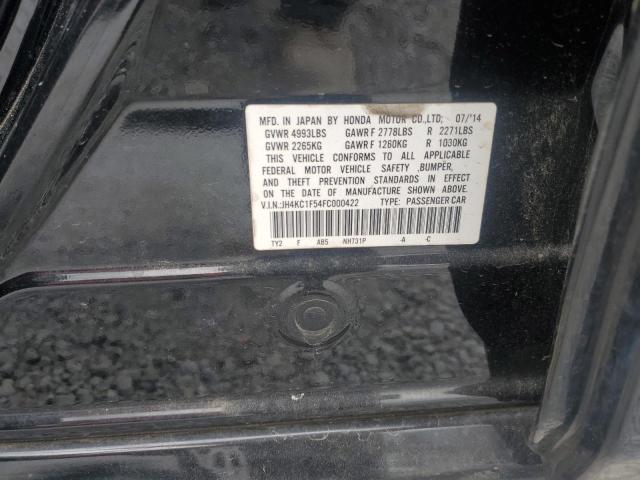 MFD. IN JAPAN BY HONDA MOTOR CO.,LTD; 07/'14
GVWR 4993LBS GAWR F 2778LBS R 2271LBS
GVWR 2265KG GAWR F 1260KG R 1030KG
THIS VEHICLE CONFORMS TO ALL APPLICABLE
FEDERAL MOTOR VEHICLE SAFETY ,BUMPER,
AND THEFT PREVENTION STANDARDS IN EFFECT
ON THE DATE OF MANUFACTURE SHOWN ABOVE.
V.I.N.:JH4KC1F54FC000422 TYPE: PASSENGER CAR
TY2 F AB5 NH731P -A -C